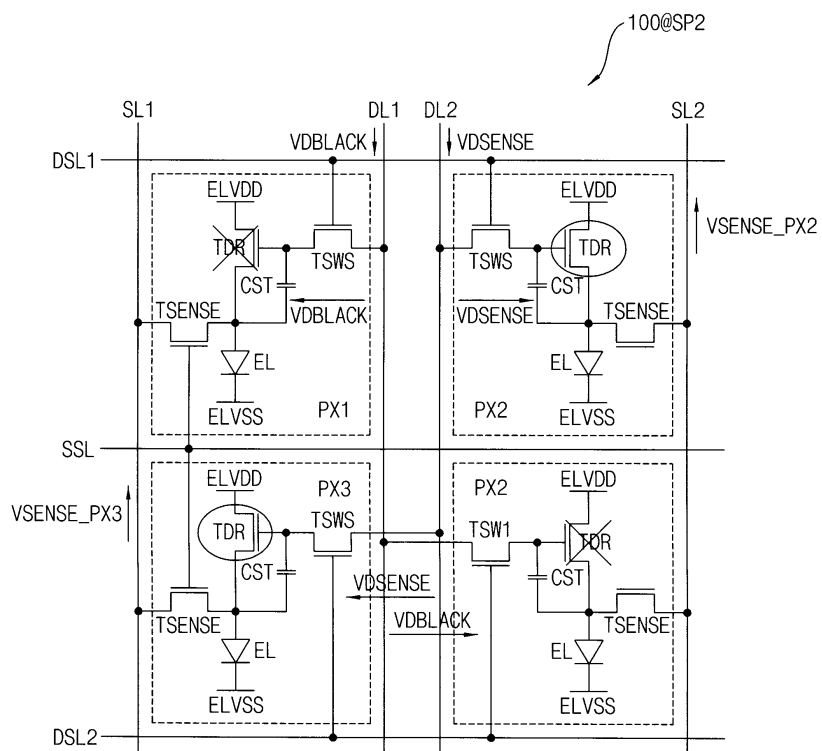 100@SP2
SL1 DL1 DL2 SL2
VDBLACK VDSENSE
DSL1
ELVDD ELVDD
VSENSE_PX2
TDR TDR
TSWS TSWS
CST CST
TSENSE VDBLACK VDSENSE TSENSE
EL EL
ELVSS PX1 PX2 ELVSS
SSL
ELVDD PX3 PX2 ELVDD
VSENSE_PX3
TSWS TSW1
TDR TDR
CST CST
VDSENSE
TSENSE VDBLACK TSENSE
EL EL
ELVSS ELVSS
DSL2